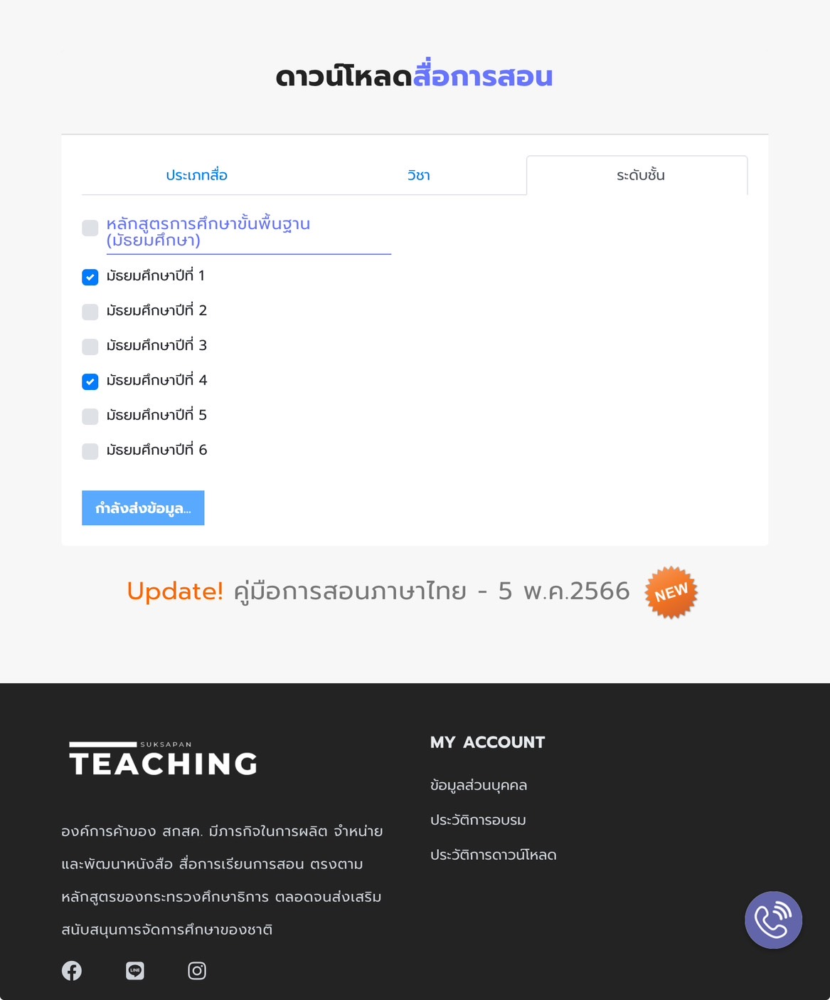 ดาวน์โหลดสื่อการสอน
ประเภทสื่อ
วิชา
ระดับชั้น
หลักสูตรการศึกษาขั้นพื้นฐาน
(มัธยมศึกษา)
มัธยมศึกษาปีที่ 1
มัธยมศึกษาปีที่ 2
มัธยมศึกษาปีที่ 3
มัธยมศึกษาปีที่ 4
มัธยมศึกษาปีที่ 5
มัธยมศึกษาปีที่ 6
กำลังส่งข้อมูล...
Update! คู่มือการสอนภาษาไทย - 5 พ.ค.2566
NEW
SUKSAPAN
TEACHING
องค์การค้าของ สกสค. มีภารกิจในการผลิต จำหน่าย
และพัฒนาหนังสือ สื่อการเรียนการสอน ตรงตาม
หลักสูตรของกระทรวงศึกษาธิการ ตลอดจนส่งเสริม
สนับสนุนการจัดการศึกษาของชาติ
LINE
MY ACCOUNT
ข้อมูลส่วนบุคคล
ประวัติการอบรม
ประวัติการดาวน์โหลด